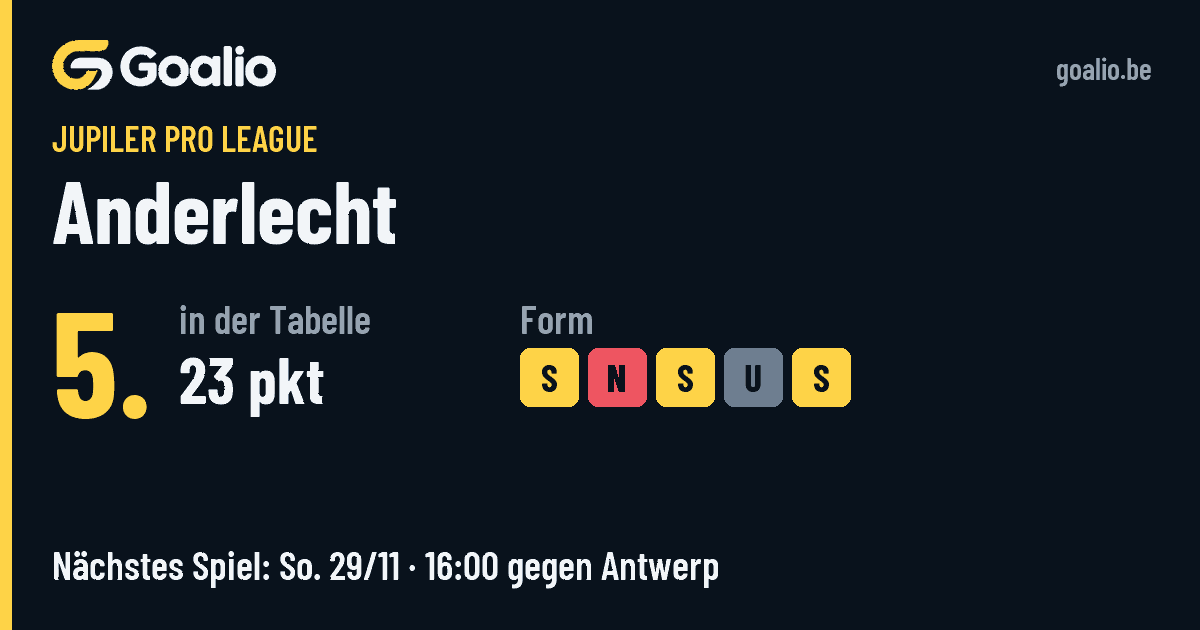 Goalio
goalio.be
JUPILER PRO LEAGUE
Anderlecht
5.
in der Tabelle
23 pkt
Form
S N S U S
Nächstes Spiel: So. 29/11 · 16:00 gegen Antwerp